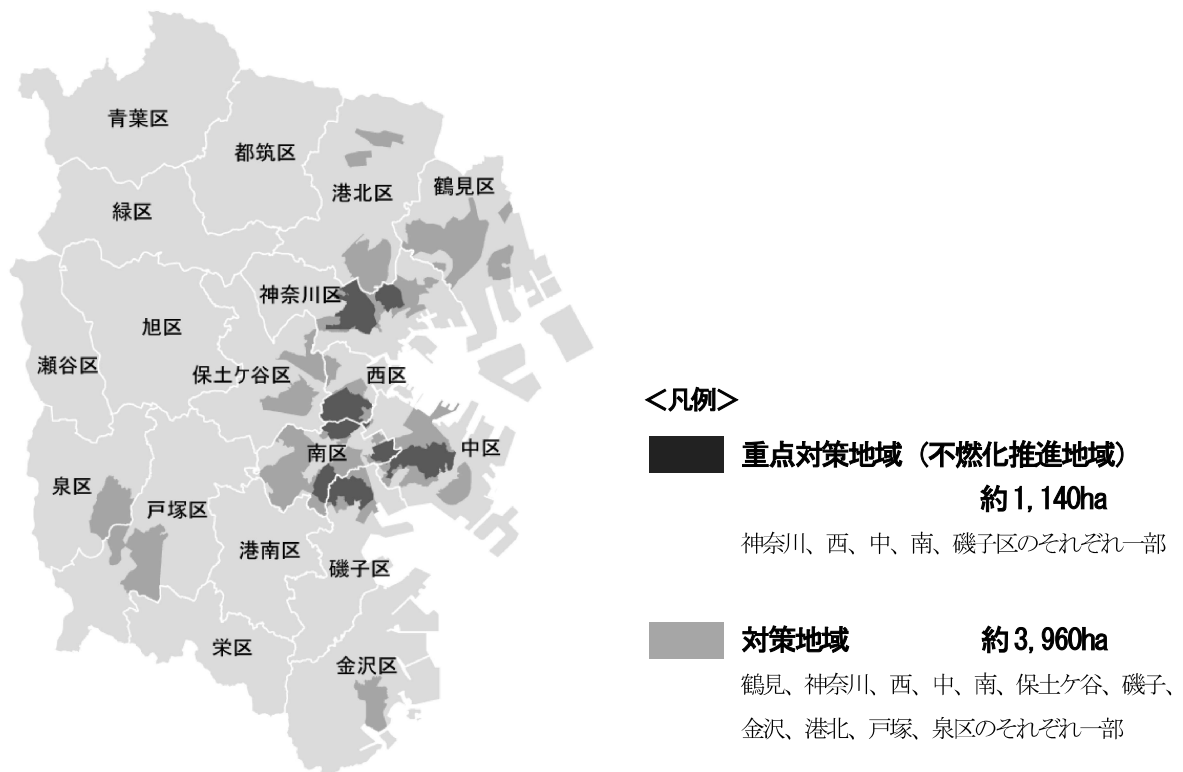 青葉区
都筑区
港北区
鶴見区
緑区
神奈川区
旭区
瀬谷区
保土ケ谷区
西区
南区
中区
泉区
戸塚区
港南区
磯子区
栄区
金沢区
＜凡例＞
重点対策地域（不燃化推進地域）
約1,140ha
神奈川、西、中、南、磯子区のそれぞれ一部
対策地域 約3,960ha
鶴見、神奈川、西、中、南、保土ケ谷、磯子、
金沢、港北、戸塚、泉区のそれぞれ一部